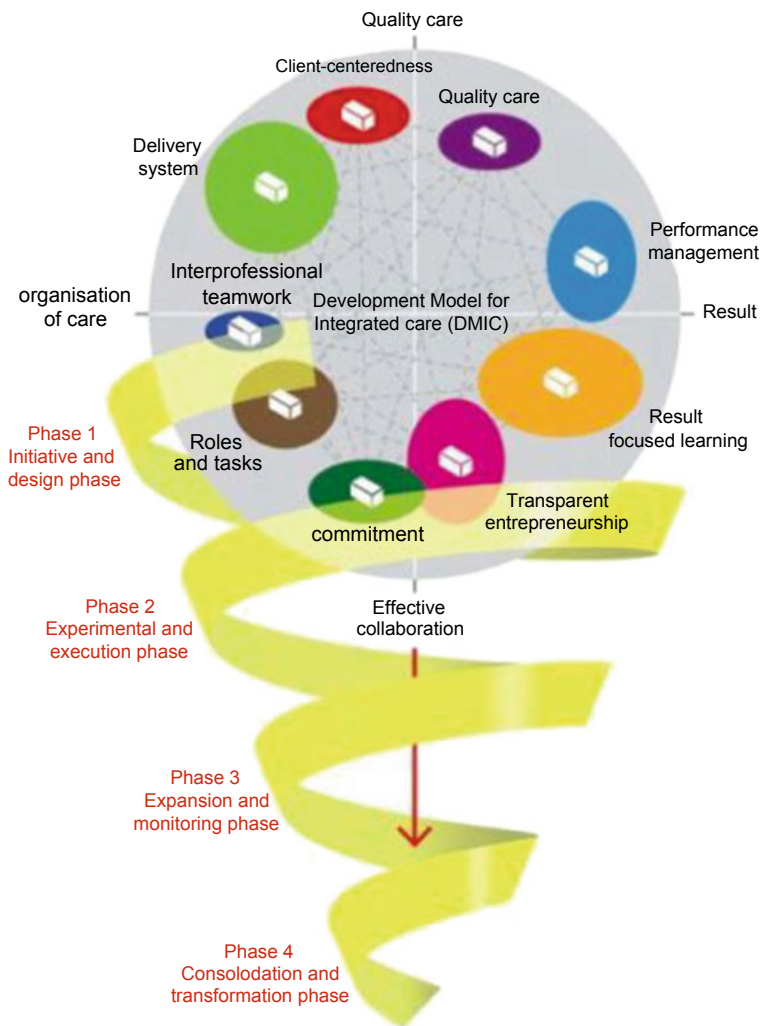 Quality care
Client-centeredness
Quality care
Delivery
system
Performance
management
Interprofessional
teamwork
organisation
of care
Development Model for
Integrated care (DMIC)
Result
Phase 1
Initiative and
design phase
Roles
and tasks
Result
focused learning
commitment
Transparent
entrepreneurship
Phase 2
Experimental and
execution phase
Effective
collaboration
Phase 3
Expansion and
monitoring phase
Phase 4
Consolodation and
transformation phase